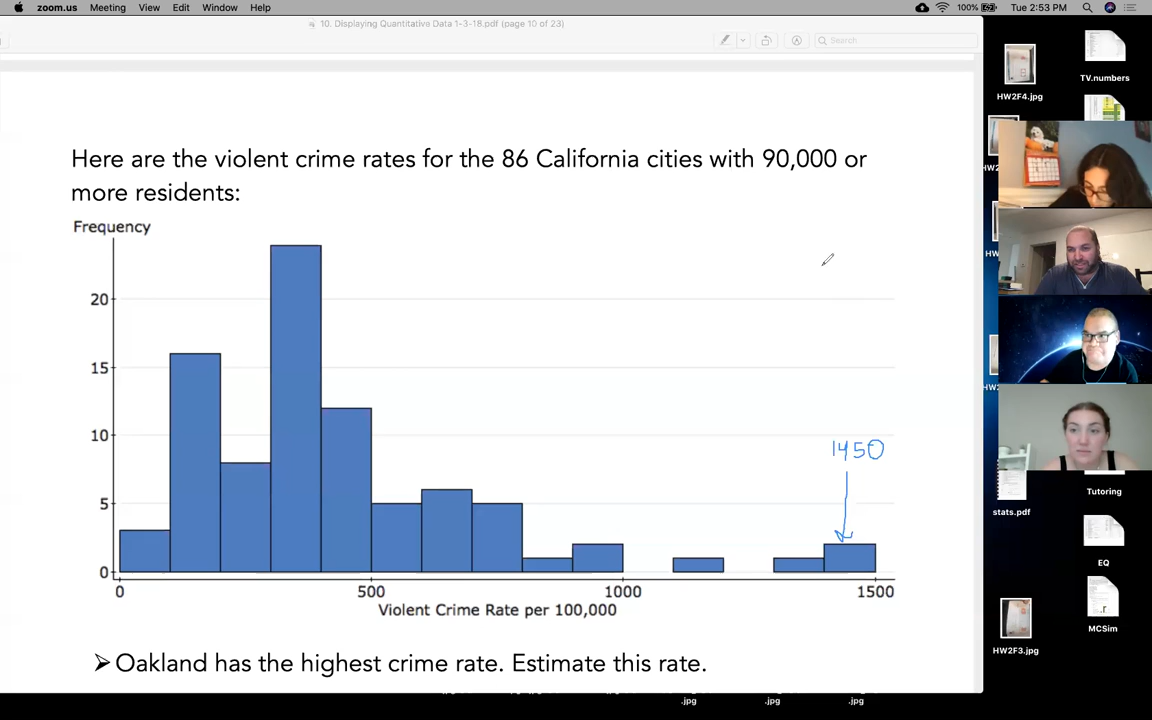 zoom.us Meeting View Edit Window Help 100% Tue 2:53 PM
10. Displaying Quantitative Data 1-3-18.pdf (page 10 of 23)
Search
Here are the violent crime rates for the 86 California cities with 90,000 or
more residents:
Frequency
20
15
10
5
0
1450
0 500 1000 1500
Violent Crime Rate per 100,000
➢ Oakland has the highest crime rate. Estimate this rate.
HW2F4.jpg
TV.numbers
stats.pdf
Tutoring
EQ
HW2F3.jpg
MCSim
.jpg .jpg .jpg